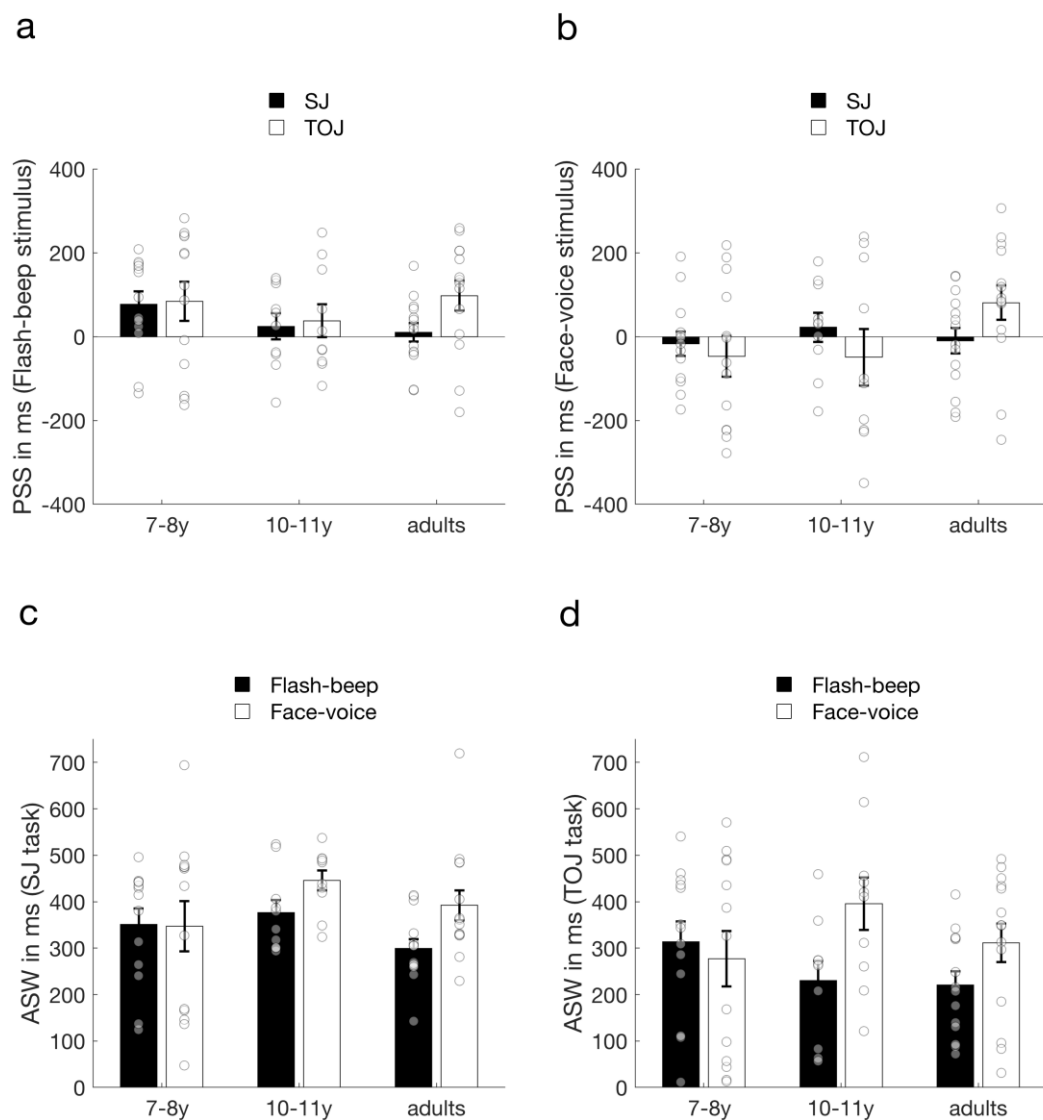 a
SJ
TOJ
PSS in ms (Flash-beep stimulus)
400
200
0
-200
-400
7-8y 10-11y adults
b
SJ
TOJ
PSS in ms (Face-voice stimulus)
400
200
0
-200
-400
7-8y 10-11y adults
c
Flash-beep
Face-voice
ASW in ms (SJ task)
700
600
500
400
300
200
100
0
7-8y 10-11y adults
d
Flash-beep
Face-voice
ASW in ms (TOJ task)
700
600
500
400
300
200
100
0
7-8y 10-11y adults